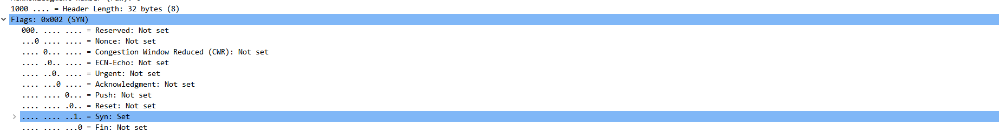 1000 .... = Header Length: 32 bytes (8)
Flags: 0x002 (SYN)
000. .... .... = Reserved: Not set
...0 .... .... = Nonce: Not set
.... 0... .... = Congestion Window Reduced (CWR): Not set
.... .0.. .... = ECN-Echo: Not set
.... ..0. .... = Urgent: Not set
.... ...0 .... = Acknowledgment: Not set
.... .... 0... = Push: Not set
.... .... .0.. = Reset: Not set
.... .... ..1. = Syn: Set
.... .... ...0 = Fin: Not set